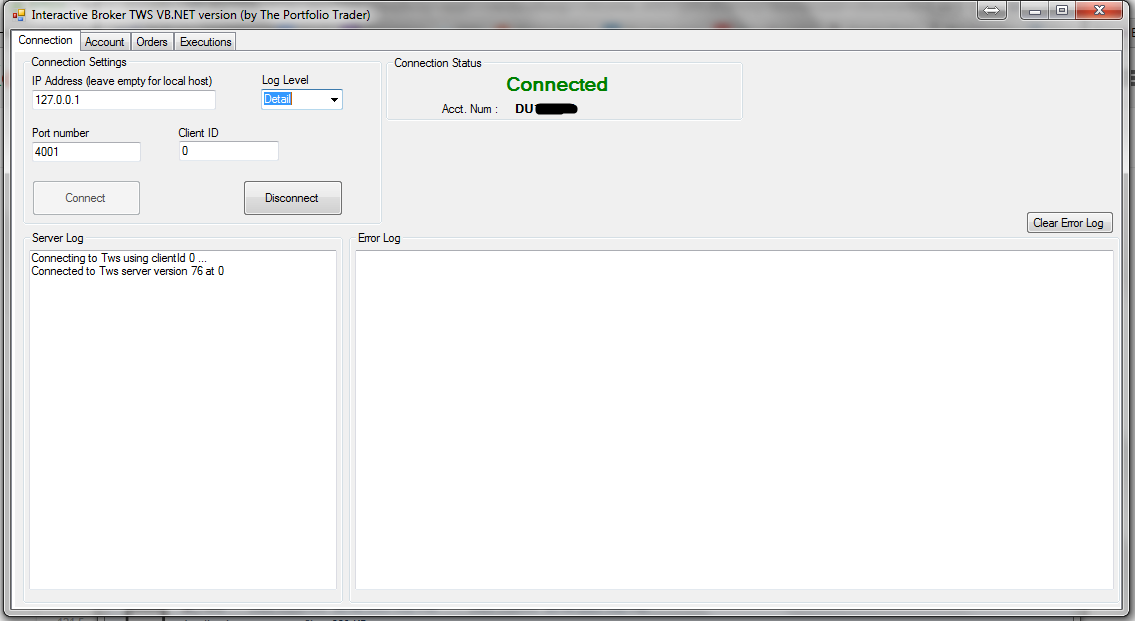 Interactive Broker TWS VB.NET version (by The Portfolio Trader)
Connection Account Orders Executions
Connection Settings
IP Address (leave empty for local host) Log Level
127.0.0.1 Detail
Port number Client ID
4001 0
Connect Disconnect
Connection Status
Connected
Acct. Num : DU
Clear Error Log
Server Log
Connecting to Tws using clientId 0 ...
Connected to Tws server version 76 at 0
Error Log